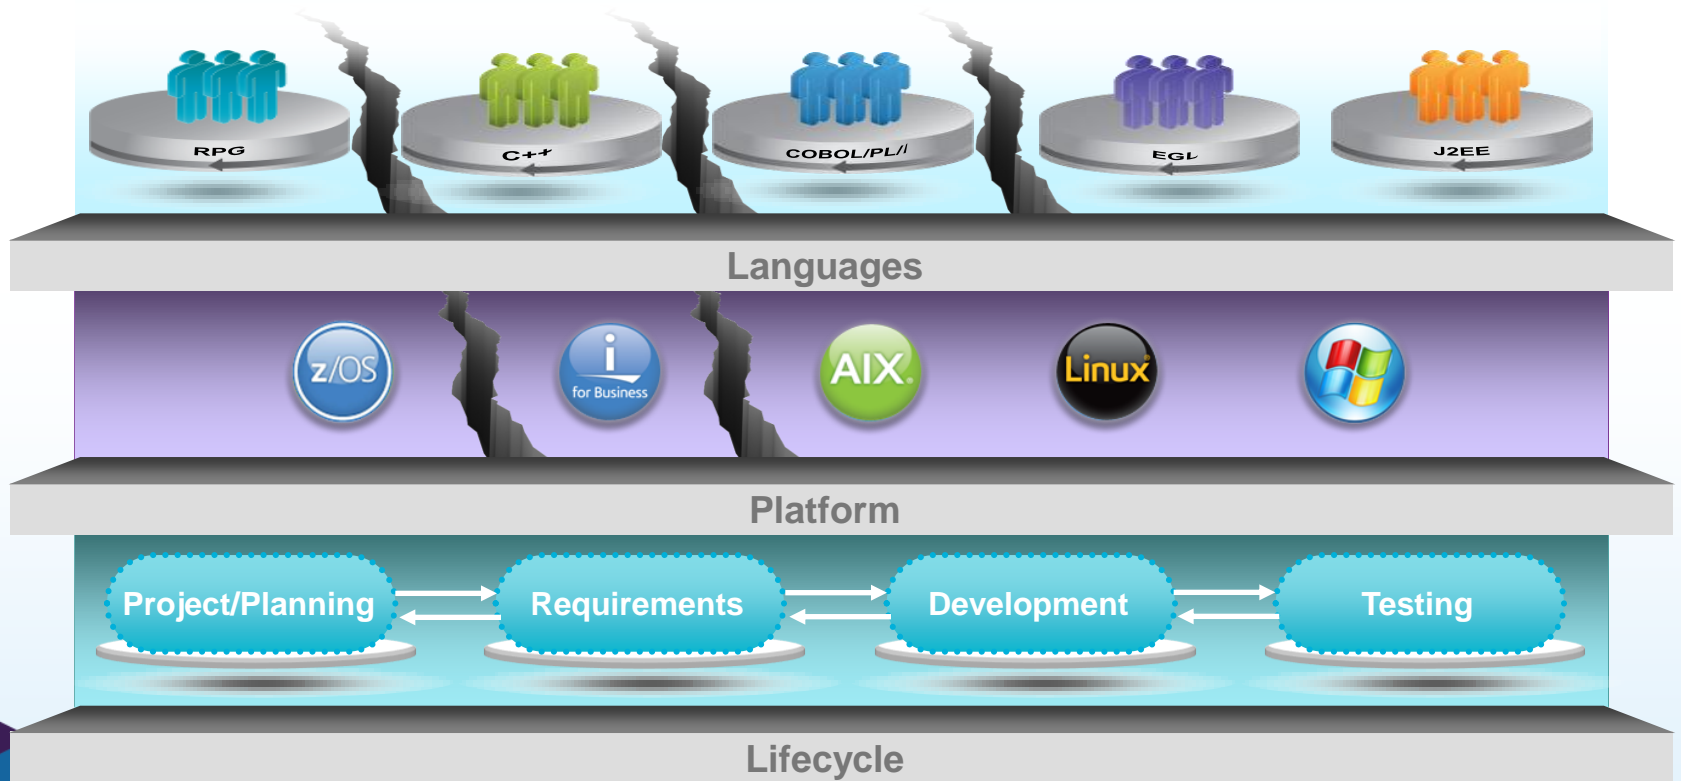 RPG
C++
COBOL/PL/I
EGL
J2EE
Languages
z/OS
i
for Business
AIX
Linux
Platform
Project/Planning
Requirements
Development
Testing
Lifecycle